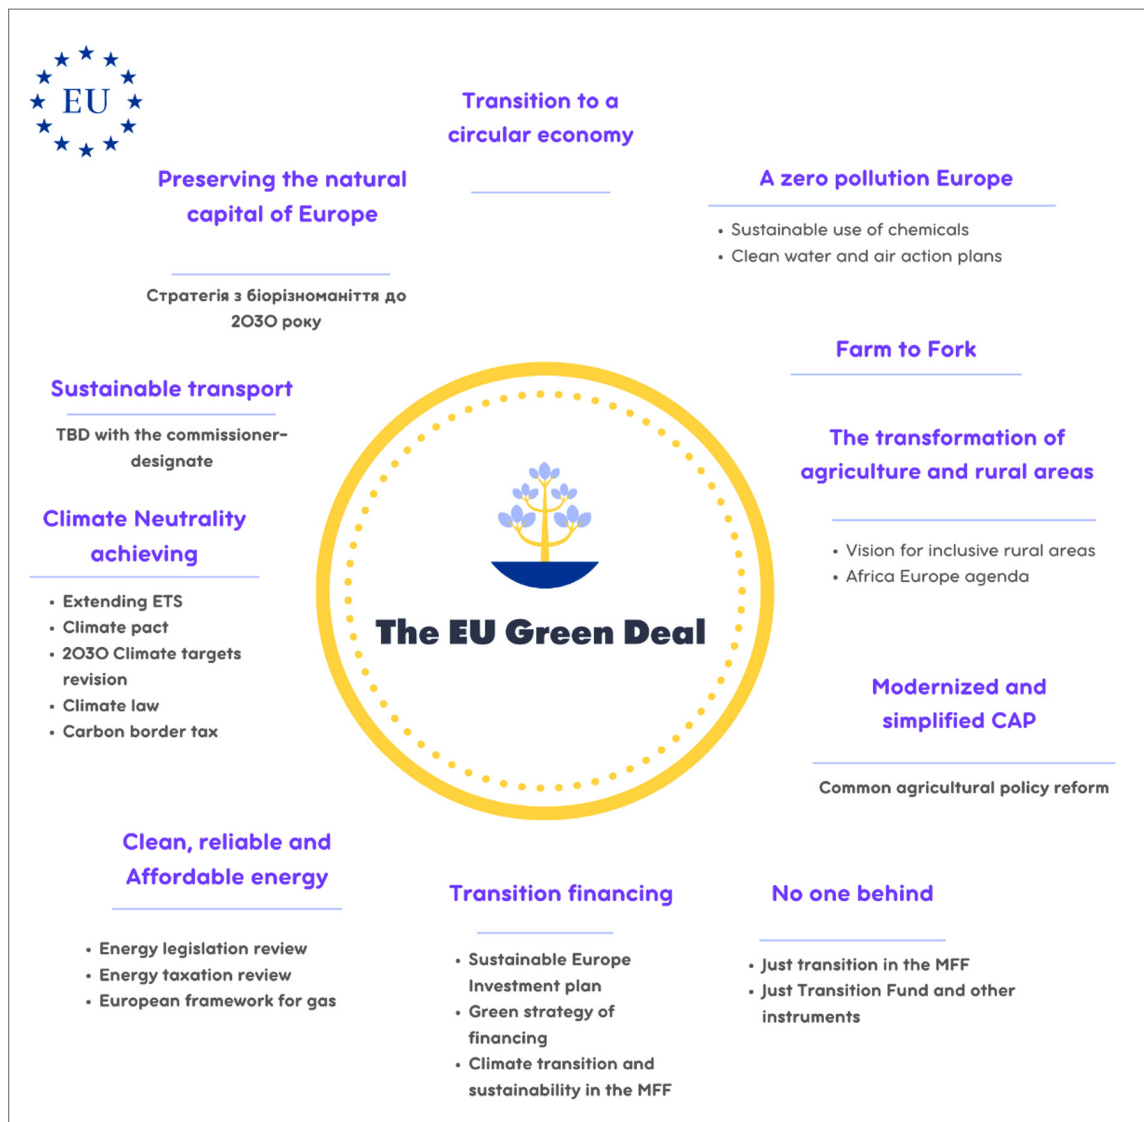 EU
Transition to a
circular economy
Preserving the natural
capital of Europe
Стратегія з біорізноманіття до
2030 року
A zero pollution Europe
• Sustainable use of chemicals
• Clean water and air action plans
Farm to Fork
Sustainable transport
TBD with the commissioner-
designate
The transformation of
agriculture and rural areas
• Vision for inclusive rural areas
• Africa Europe agenda
Climate Neutrality
achieving
• Extending ETS
• Climate pact
• 2030 Climate targets
revision
• Climate law
• Carbon border tax
The EU Green Deal
Modernized and
simplified CAP
Common agricultural policy reform
Clean, reliable and
Affordable energy
• Energy legislation review
• Energy taxation review
• European framework for gas
Transition financing
• Sustainable Europe
Investment plan
• Green strategy of
financing
• Climate transition and
sustainability in the MFF
No one behind
• Just transition in the MFF
• Just Transition Fund and other
instruments